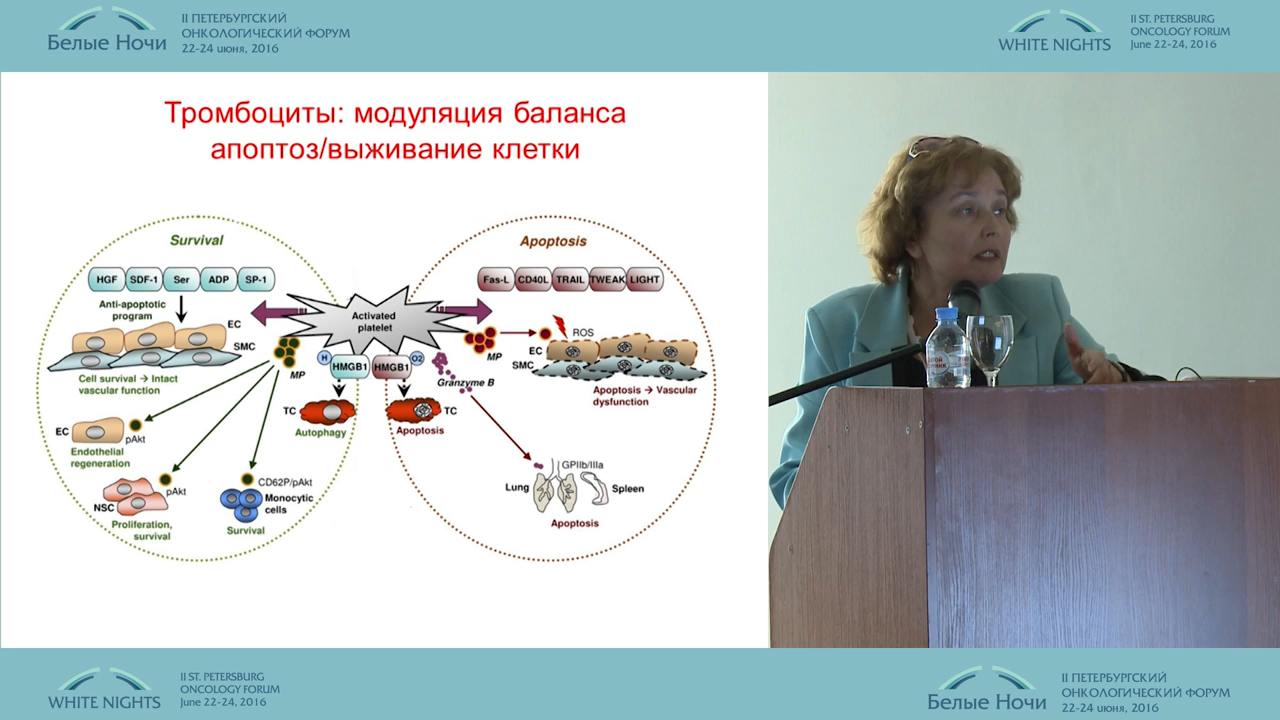 II ПЕТЕРБУРГСКИЙ
ОНКОЛОГИЧЕСКИЙ ФОРУМ
22-24 июня, 2016
Белые Ночи
II ST. PETERSBURG
ONCOLOGY FORUM
June 22-24, 2016
WHITE NIGHTS
Тромбоциты: модуляция баланса
апоптоз/выживание клетки
Survival
HGF SDF-1 Ser ADP SP-1
Anti-apoptotic
program
EC
SMC
Cell survival → Intact
vascular function
MP
EC
pAkt
Endothelial
regeneration
NSC
pAkt
Proliferation,
survival
CD62P/pAkt
Monocytic
cells
Survival
Activated
platelet
H HMGB1
HMGB1 O2
TC
Autophagy
TC
Apoptosis
Apoptosis
Fas-L CD40L TRAIL TWEAK LIGHT
MP
ROS
EC
SMC
Granzyme B
Apoptosis → Vascular
dysfunction
GPIIb/IIIa
Lung
Spleen
Apoptosis
WHITE NIGHTS
II ST. PETERSBURG
ONCOLOGY FORUM
June 22-24, 2016
Белые Ночи
II ПЕТЕРБУРГСКИЙ
ОНКОЛОГИЧЕСКИЙ ФОРУМ
22-24 июня, 2016